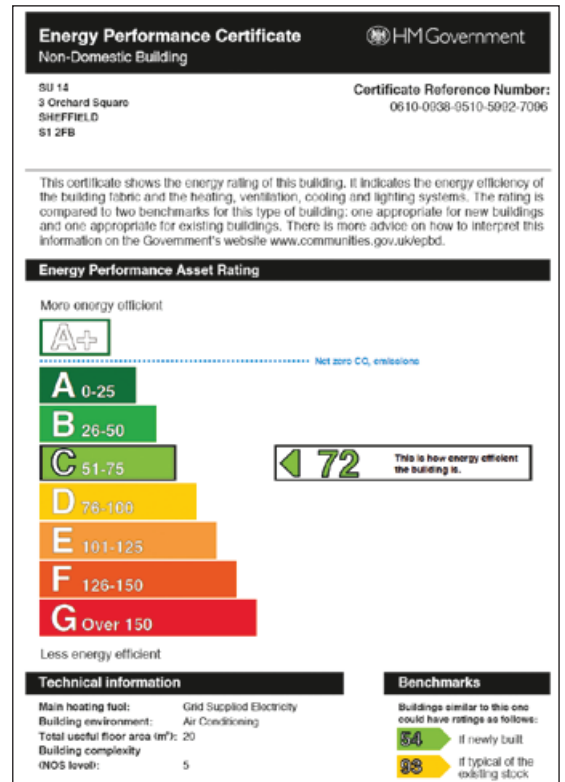 Energy Performance Certificate
HM Government
Non-Domestic Building
SU 14
3 Orchard Square
SHEFFIELD
S1 2FB
Certificate Reference Number:
0610-0938-9510-5992-7096
This certificate shows the energy rating of this building. It indicates the energy efficiency of
the building fabric and the heating, ventilation, cooling and lighting systems. The rating is
compared to two benchmarks for this type of building: one appropriate for new buildings
and one appropriate for existing buildings. There is more advice on how to interpret this
information on the Government's website www.communities.gov.uk/epbd.
Energy Performance Asset Rating
More energy efficient
A+
Net zero CO₂ emissions
A 0-25
B 26-50
C 51-75
72
This is how energy efficient
the building is.
D 76-100
E 101-125
F 126-150
G Over 150
Less energy efficient
Technical information
Main heating fuel: Grid Supplied Electricity
Building environment: Air Conditioning
Total useful floor area (m²): 20
Building complexity
(NOS level): 5
Benchmarks
Buildings similar to this one
could have ratings as follows:
54 If newly built
98 If typical of the
existing stock